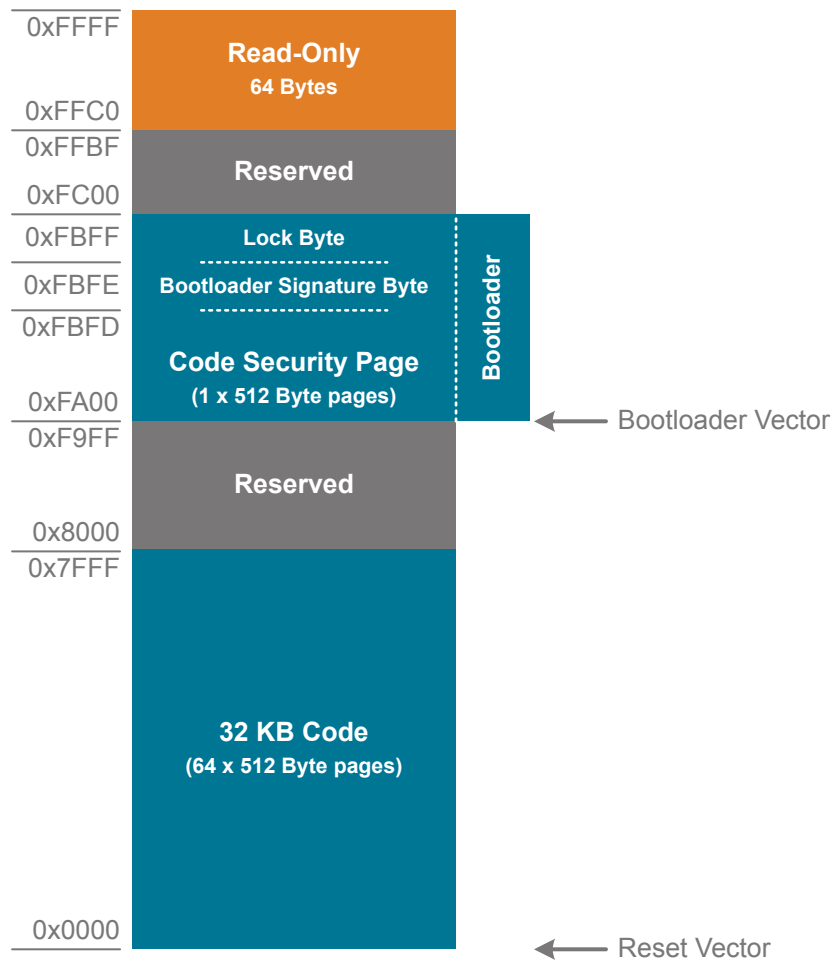 0xFFFF
Read-Only
64 Bytes
0xFFC0
0xFFBF
Reserved
0xFC00
0xFBFF
Lock Byte
0xFBFE
Bootloader Signature Byte
0xFBFD
Bootloader
Code Security Page
(1 x 512 Byte pages)
0xFA00
Bootloader Vector
0xF9FF
Reserved
0x8000
0x7FFF
32 KB Code
(64 x 512 Byte pages)
0x0000
Reset Vector